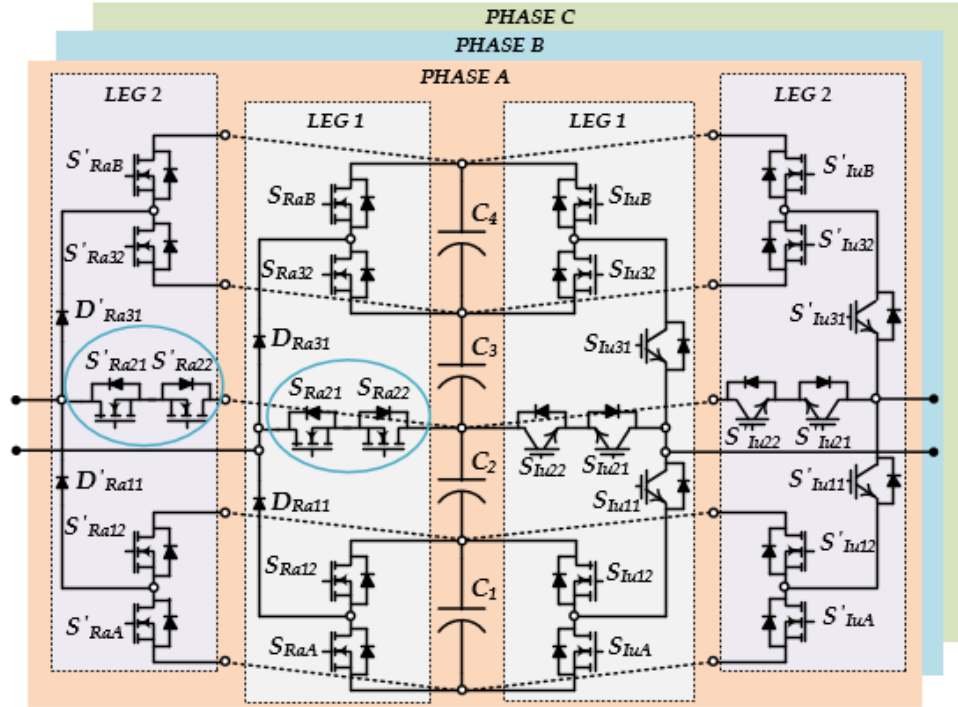 PHASE C
PHASE B
PHASE A
LEG 2
LEG 1
LEG 1
LEG 2
S'RaB
S'Ra32
D'Ra31
S'Ra21
S'Ra22
D'Ra11
S'Ra12
S'RaA
SRaB
SRa32
DRa31
SRa21
SRa22
DRa11
SRa12
SRaA
C4
C3
C2
C1
SIuB
SIu32
SIu31
SIu22
SIu21
SIu11
SIu12
SIuA
S'IuB
S'Iu32
S'Iu31
S'Iu22
S'Iu21
S'Iu11
S'Iu12
S'IuA